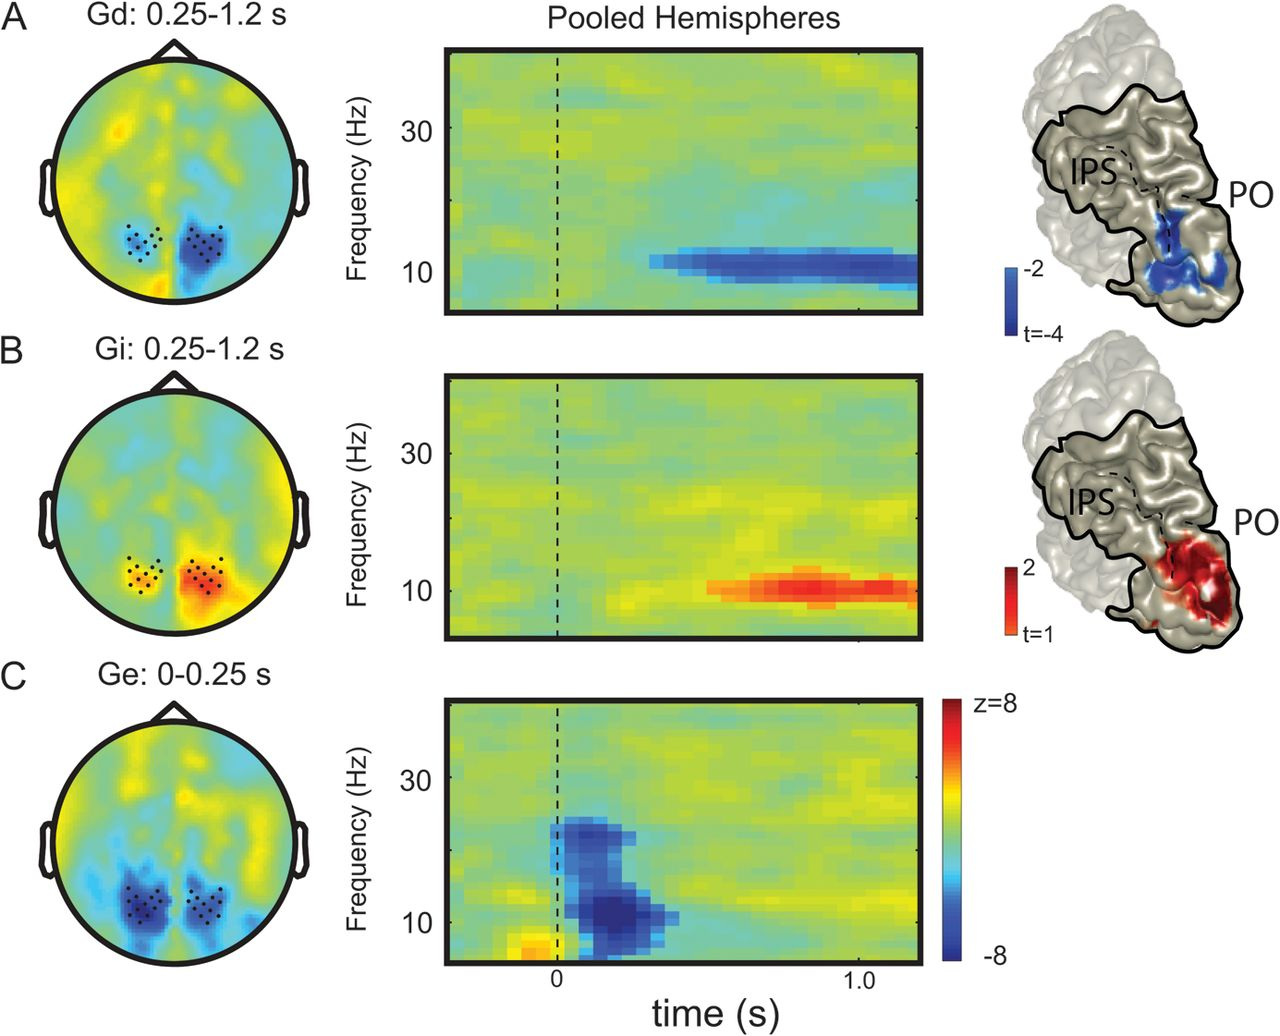 A
Gd: 0.25-1.2 s
Pooled Hemispheres
Frequency (Hz)
30
10
IPS
PO
-2
t=-4
B
Gi: 0.25-1.2 s
Frequency (Hz)
30
10
IPS
PO
2
t=1
C
Ge: 0-0.25 s
Frequency (Hz)
30
10
z=8
-8
0
1.0
time (s)